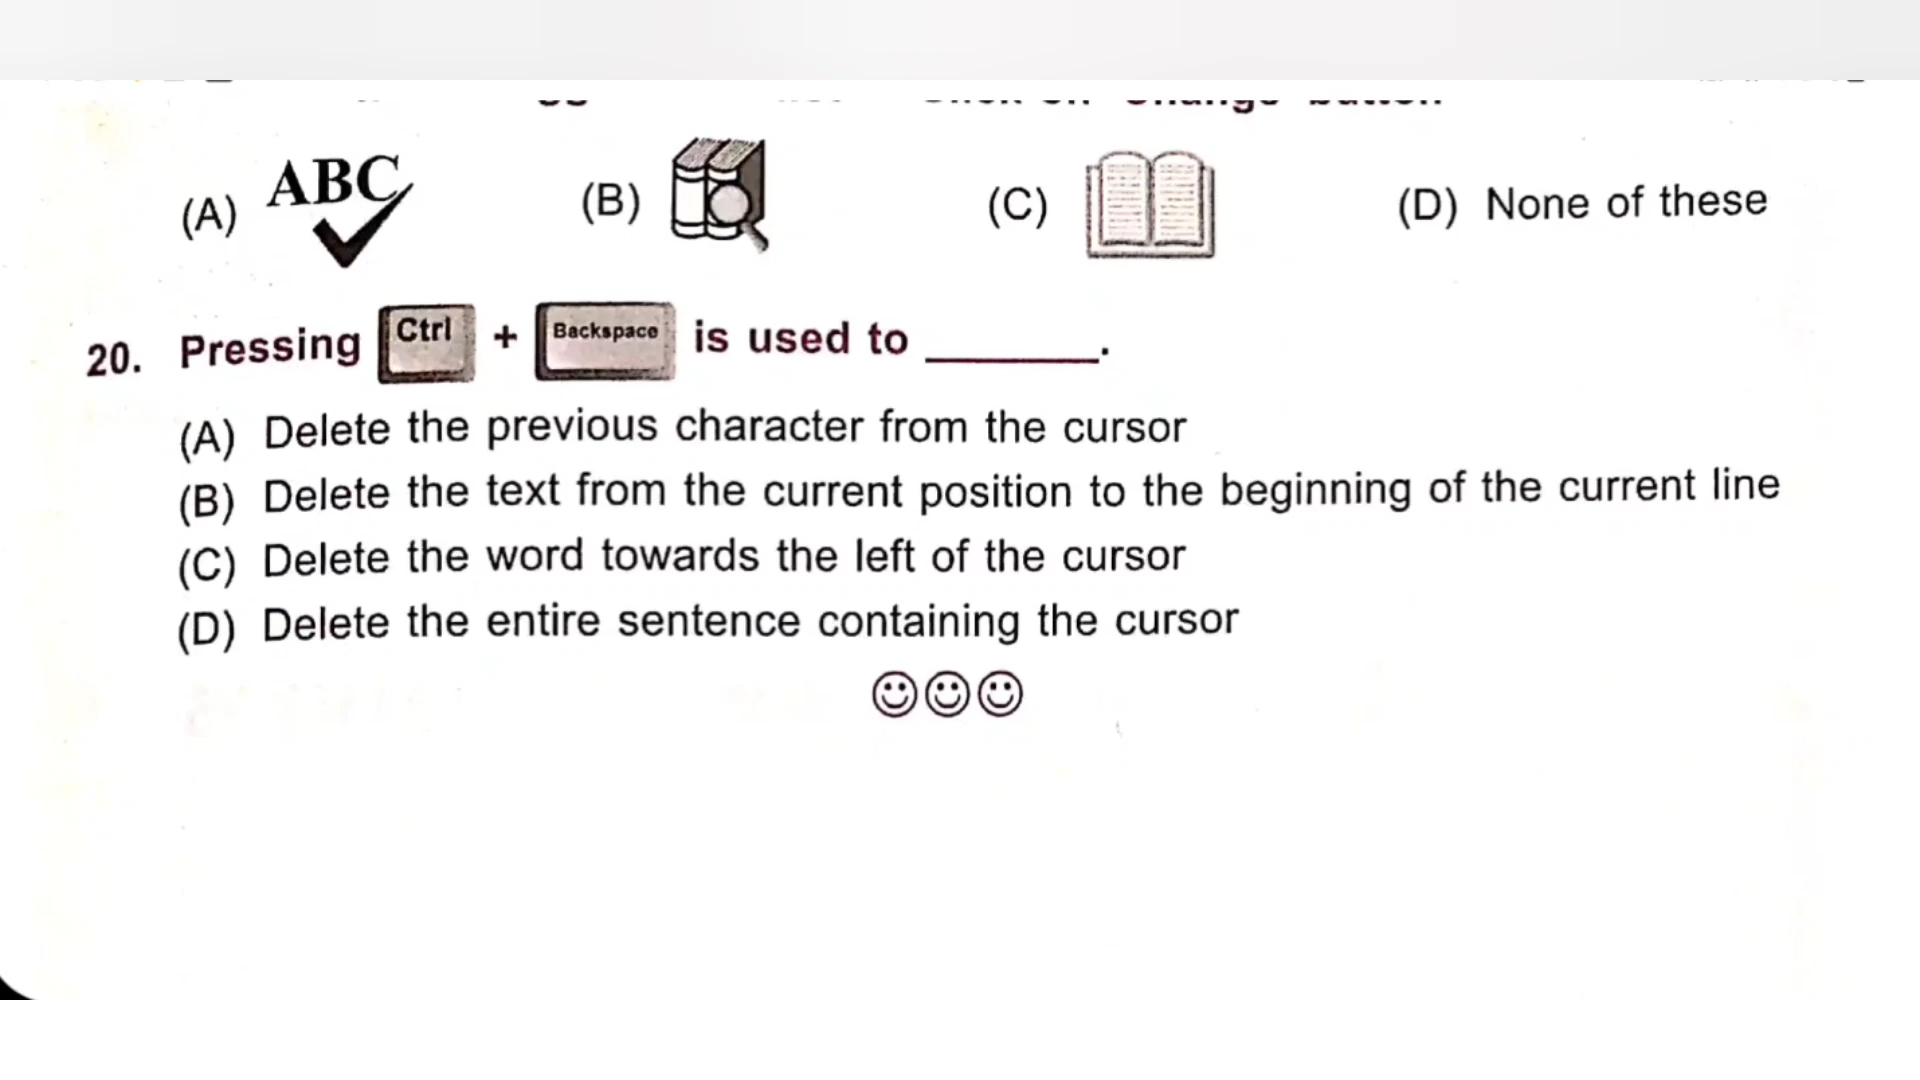 (A) ABC (B) (C) (D) None of these
20. Pressing Ctrl + Backspace is used to ______.
(A) Delete the previous character from the cursor
(B) Delete the text from the current position to the beginning of the current line
(C) Delete the word towards the left of the cursor
(D) Delete the entire sentence containing the cursor